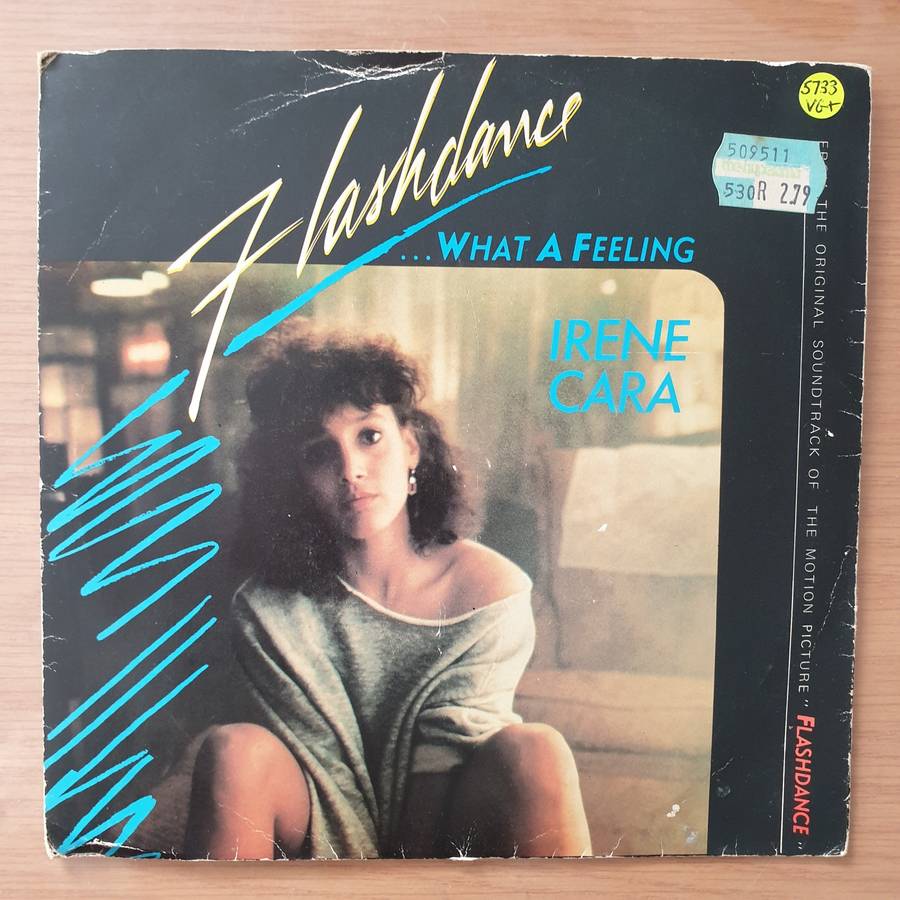 Flashdance
...WHAT A FEELING
IRENE
CARA
5733
VG+
509511
530R 2.79
THE ORIGINAL SOUNDTRACK OF THE MOTION PICTURE „FLASHDANCE"